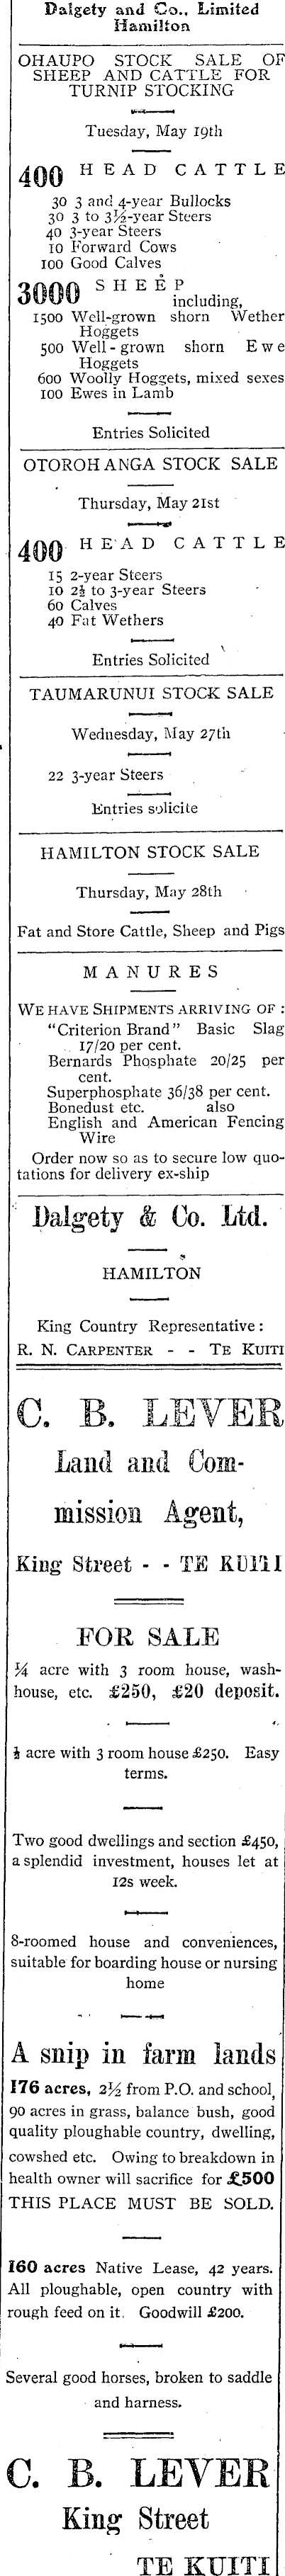 Dalgety and Co., Limited
Hamilton
OHAUPO STOCK SALE OF
SHEEP AND CATTLE FOR
TURNIP STOCKING
Tuesday, May 19th
400 HEAD CATTLE
30 3 and 4-year Bullocks
30 3 to 3½-year Steers
40 3-year Steers
10 Forward Cows
100 Good Calves
3000 SHEEP
including,
1500 Well-grown shorn Wether
Hoggets
500 Well-grown shorn Ewe
Hoggets
600 Woolly Hoggets, mixed sexes
100 Ewes in Lamb
Entries Solicited
OTOROHANGA STOCK SALE
Thursday, May 21st
400 HEAD CATTLE
15 2-year Steers
10 2½ to 3-year Steers
60 Calves
40 Fat Wethers
Entries Solicited
TAUMARUNUI STOCK SALE
Wednesday, May 27th
22 3-year Steers
Entries solicite
HAMILTON STOCK SALE
Thursday, May 28th
Fat and Store Cattle, Sheep and Pigs
MANURES
WE HAVE SHIPMENTS ARRIVING OF :
"Criterion Brand" Basic Slag
17/20 per cent.
Bernards Phosphate 20/25 per
cent.
Superphosphate 36/38 per cent.
Bonedust etc. also
English and American Fencing
Wire
Order now so as to secure low quo-
tations for delivery ex-ship
Dalgety & Co. Ltd.
HAMILTON
King Country Representative :
R. N. CARPENTER - - TE KUITI
C. B. LEVER
Land and Com-
mission Agent,
King Street - - TE KUITI
FOR SALE
¼ acre with 3 room house, wash-
house, etc. £250, £20 deposit.
½ acre with 3 room house £250. Easy
terms.
Two good dwellings and section £450,
a splendid investment, houses let at
12s week.
8-roomed house and conveniences,
suitable for boarding house or nursing
home
A snip in farm lands
176 acres, 2½ from P.O. and school,
90 acres in grass, balance bush, good
quality ploughable country, dwelling,
cowshed etc. Owing to breakdown in
health owner will sacrifice for £500
THIS PLACE MUST BE SOLD.
160 acres Native Lease, 42 years.
All ploughable, open country with
rough feed on it. Goodwill £200.
Several good horses, broken to saddle
and harness.
C. B. LEVER
King Street
TE KUITI